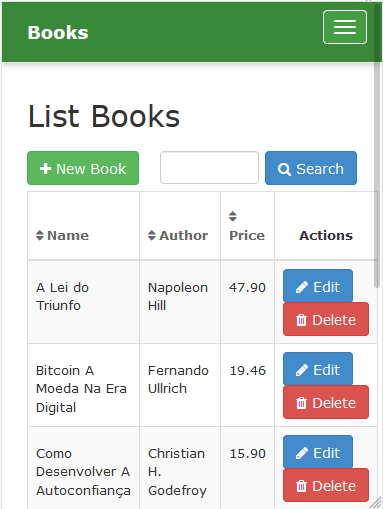 Books
List Books
New Book
Search
Name
Author
Price
Actions
A Lei do
Triunfo
Napoleon
Hill
47.90
Edit
Delete
Bitcoin A
Moeda Na Era
Digital
Fernando
Ullrich
19.46
Edit
Delete
Como
Desenvolver A
Autoconfiança
Christian
H.
Godefroy
15.90
Edit
Delete